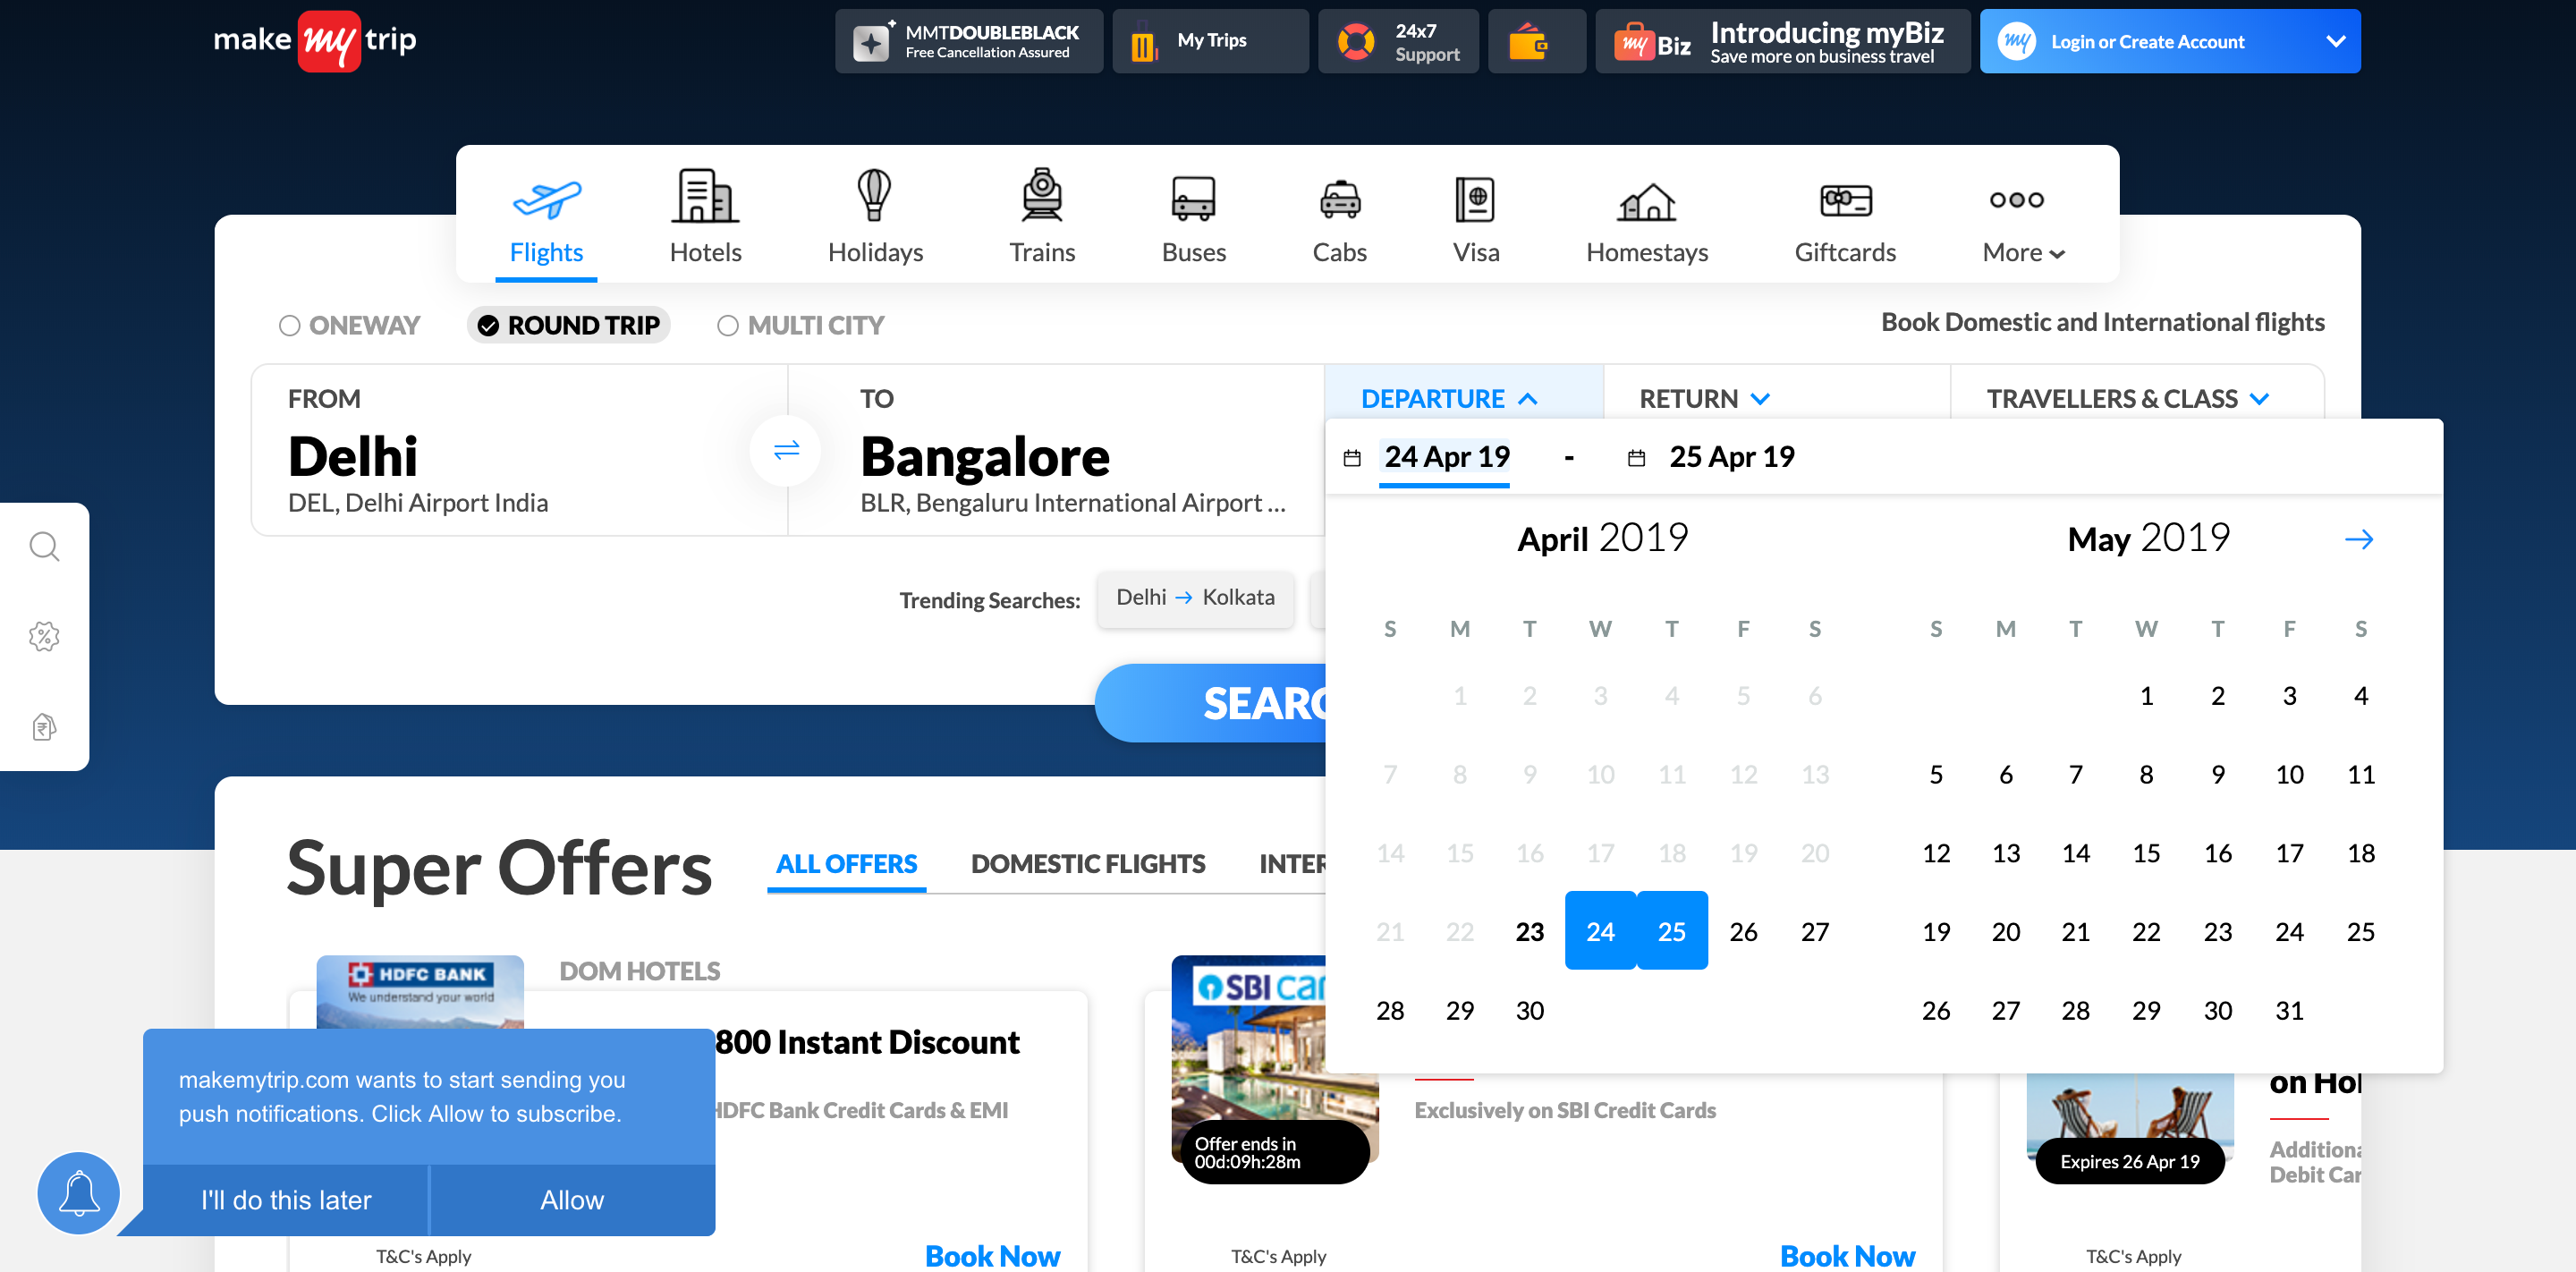 make my trip
MMTDOUBLEBLACK
Free Cancellation Assured
My Trips
24x7
Support
my Biz
Introducing myBiz
Save more on business travel
my
Login or Create Account
Flights
Hotels
Holidays
Trains
Buses
Cabs
Visa
Homestays
Giftcards
More
ONEWAY
ROUND TRIP
MULTI CITY
Book Domestic and International flights
FROM
Delhi
DEL, Delhi Airport India
TO
Bangalore
BLR, Bengaluru International Airport ...
DEPARTURE
RETURN
TRAVELLERS & CLASS
24 Apr 19 - 25 Apr 19
April 2019
S M T W T F S
1 2 3 4 5 6
7 8 9 10 11 12 13
14 15 16 17 18 19 20
21 22 23 24 25 26 27
28 29 30
May 2019
S M T W T F S
1 2 3 4
5 6 7 8 9 10 11
12 13 14 15 16 17 18
19 20 21 22 23 24 25
26 27 28 29 30 31
Trending Searches:
Delhi → Kolkata
SEARC
Super Offers
ALL OFFERS
DOMESTIC FLIGHTS
INTER
HDFC BANK
We understand your world
DOM HOTELS
800 Instant Discount
HDFC Bank Credit Cards & EMI
T&C's Apply
Book Now
SBI car
Offer ends in
00d:09h:28m
Exclusively on SBI Credit Cards
T&C's Apply
Book Now
on Hol
Additiona
Debit Car
Expires 26 Apr 19
T&C's Apply
makemytrip.com wants to start sending you
push notifications. Click Allow to subscribe.
I'll do this later
Allow